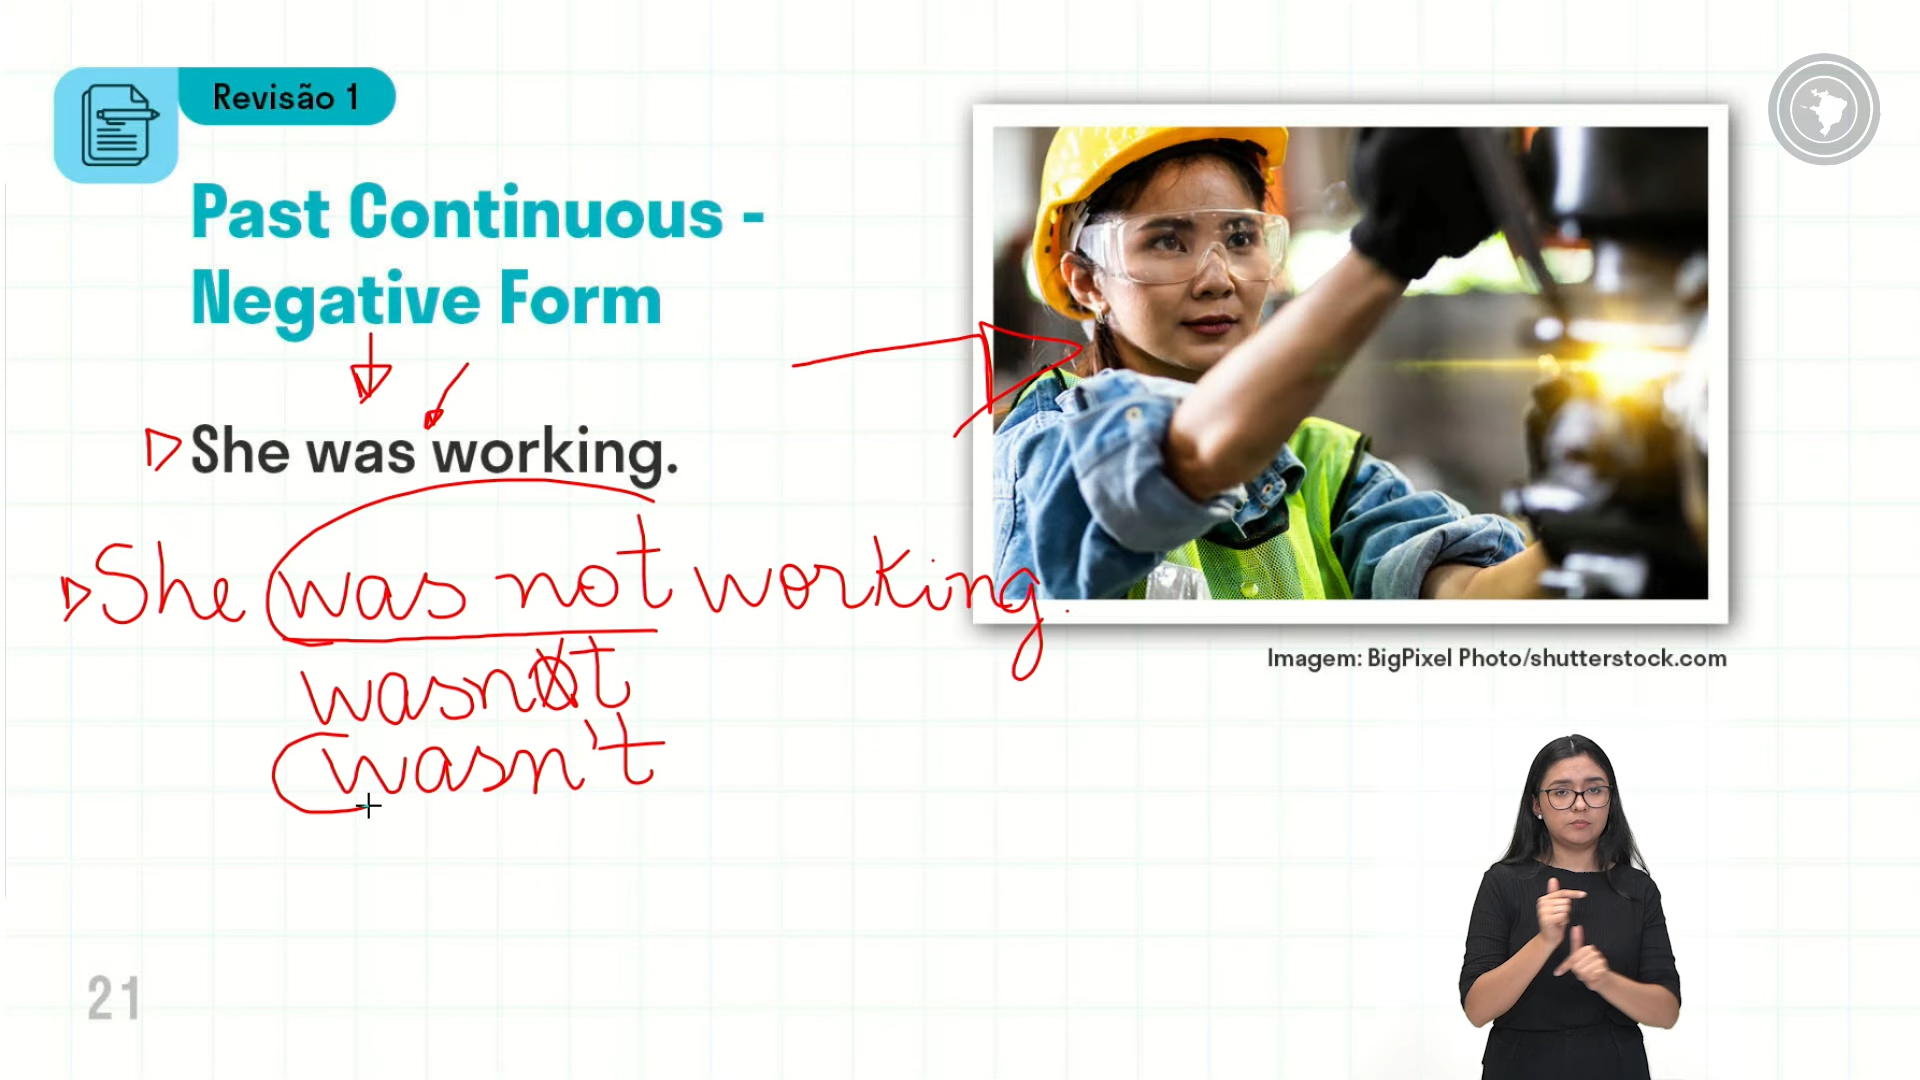 Revisão 1
Past Continuous -
Negative Form
She was working.
She was not working.
wasnot
wasn't
Imagem: BigPixel Photo/shutterstock.com
21